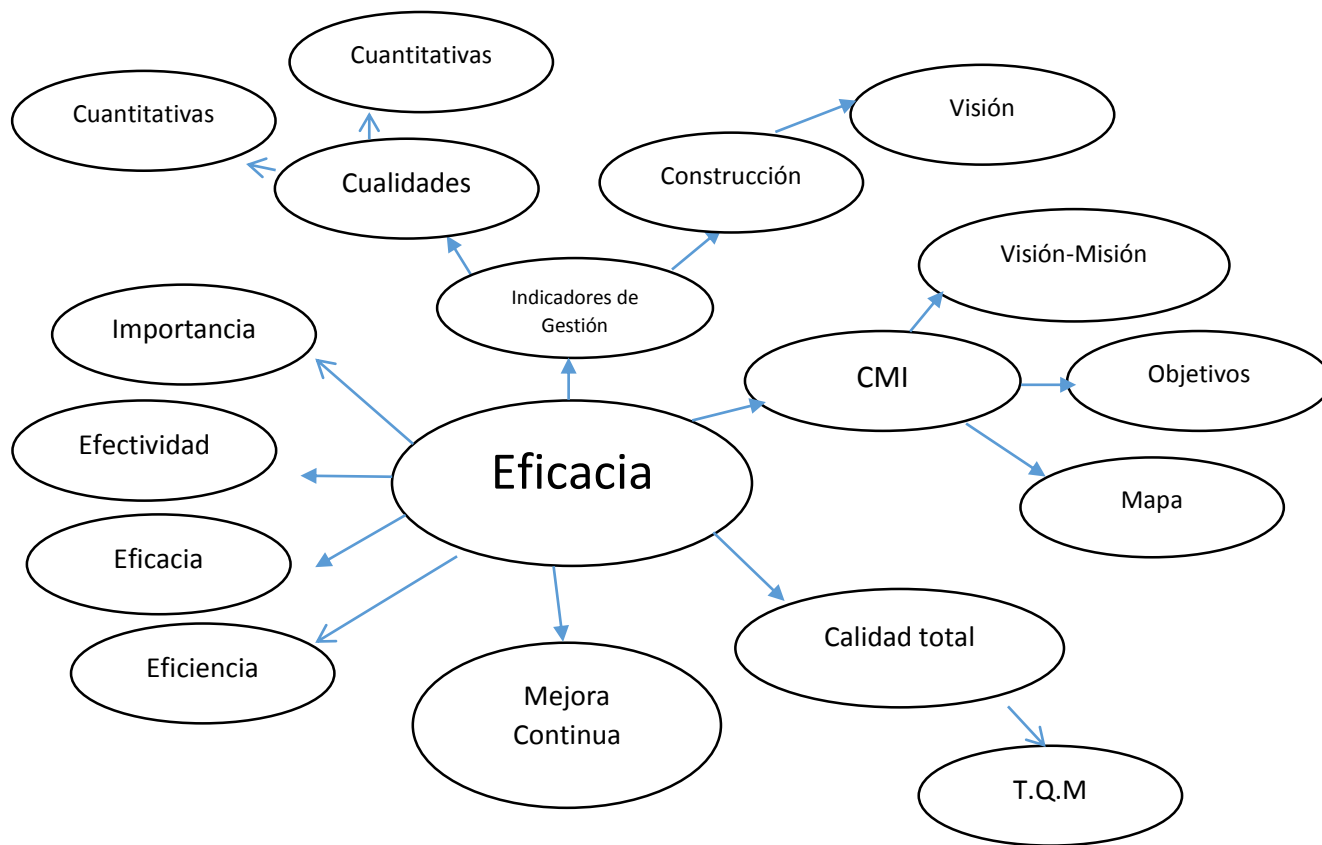 Cuantitativas
Cuantitativas
Visión
Cualidades
Construcción
Visión-Misión
Indicadores de
Gestión
Importancia
CMI
Objetivos
Efectividad
Eficacia
Mapa
Eficacia
Calidad total
Eficiencia
Mejora
Continua
T.Q.M